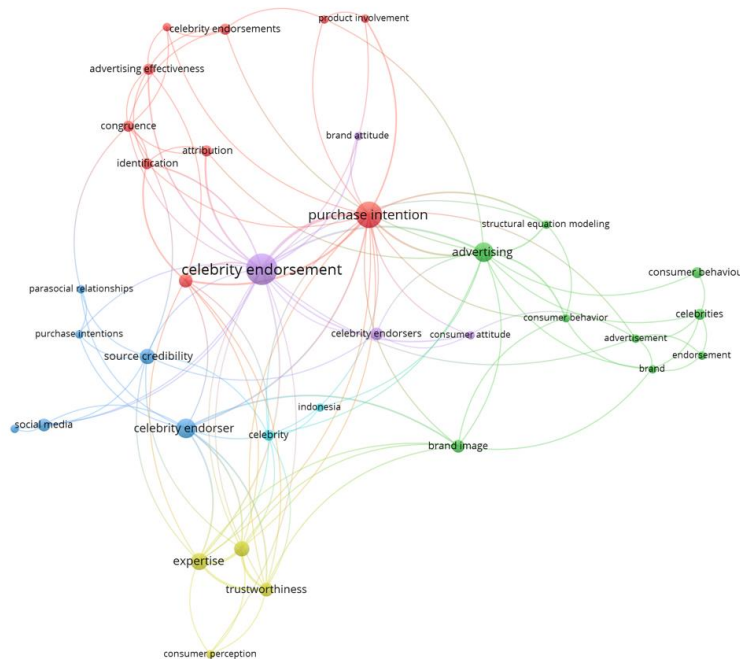 product involvement
celebrity endorsements
advertising effectiveness
congruence
brand attitude
attribution
identification
purchase intention
structural equation modeling
advertising
celebrity endorsement
consumer behaviou
parasocial relationships
celebrities
consumer behavior
purchase intentions
celebrity endorsers
consumer attitude
advertisement
source credibility
endorsement
brand
indonesia
social media
celebrity endorser
celebrity
brand image
expertise
trustworthiness
consumer perception